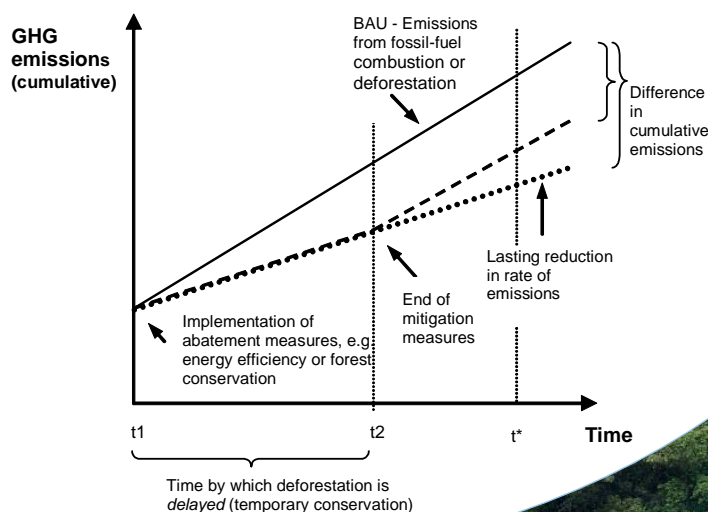 GHG
emissions
(cumulative)
BAU - Emissions
from fossil-fuel
combustion or
deforestation
Difference
in
cumulative
emissions
Lasting reduction
in rate of
emissions
End of
mitigation
measures
Implementation of
abatement measures, e.g.
energy efficiency or forest
conservation
t1
t2
t*
Time
Time by which deforestation is
delayed (temporary conservation)